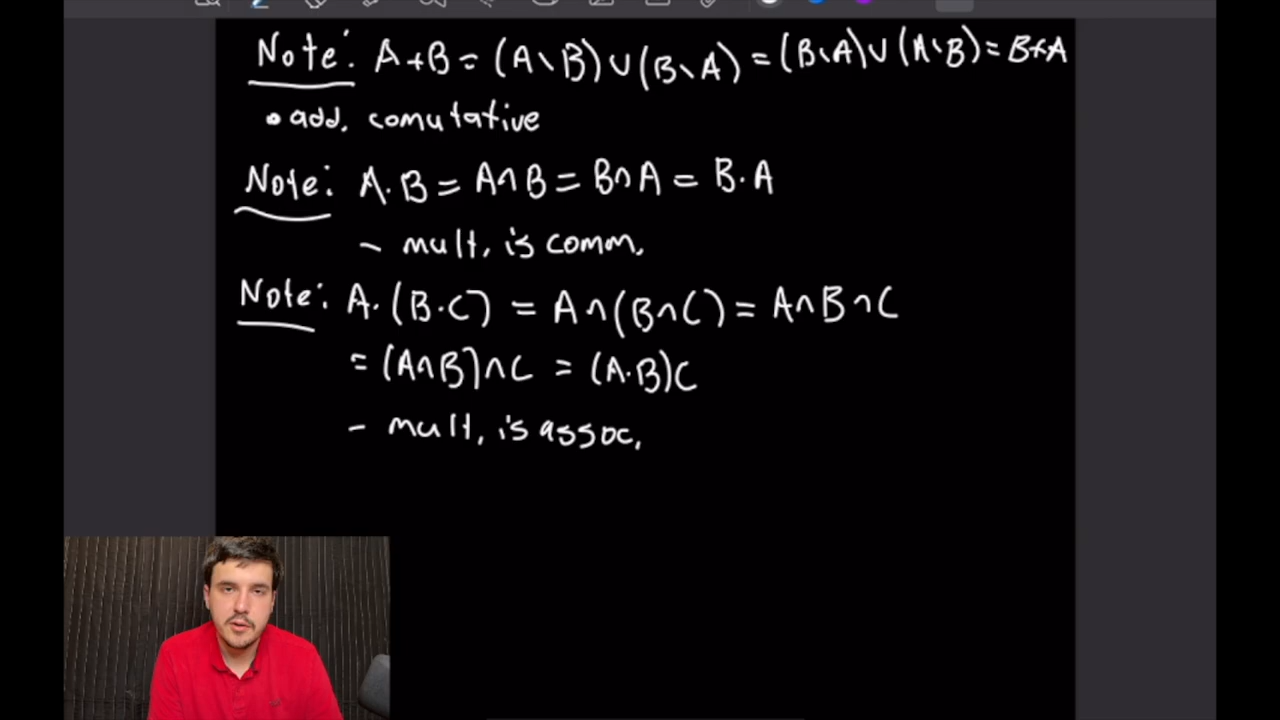 Note: A+B = (A∖B)∪(B∖A) = (B∖A)∪(A∖B) = B+A
• add. comutative
Note: A·B = A∩B = B∩A = B·A
- mult. is comm.
Note: A·(B·C) = A∩(B∩C) = A∩B∩C
= (A∩B)∩C = (A·B)C
- mult. is assoc.